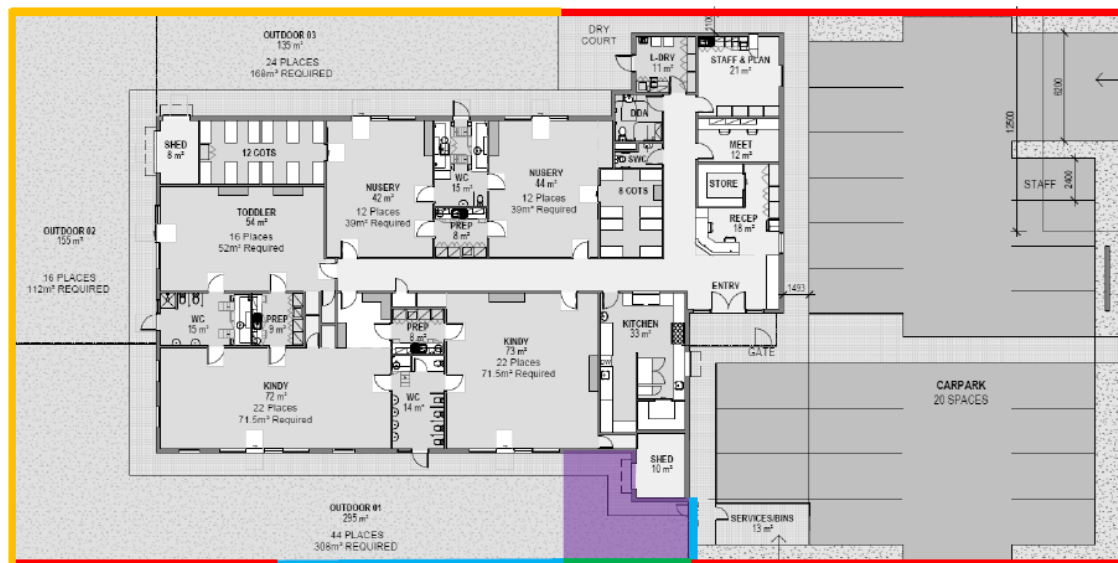 OUTDOOR 03
135 m²
24 PLACES
168m² REQUIRED
DRY
COURT
2100
L-DRY
11 m²
STAFF & PLAN
21 m²
DDA
MEET
12 m²
SWC
STORE
RECEP
18 m²
8 COTS
SHED
8 m²
12 COTS
NUSERY
42 m²
12 Places
39m² Required
WC
15 m²
PREP
8 m²
NUSERY
44 m²
12 Places
39m² Required
TODDLER
54 m²
16 Places
52m² Required
OUTDOOR 02
155 m²
16 PLACES
112m² REQUIRED
WC
15 m²
PREP
9 m²
PREP
8 m²
KINDY
73 m²
22 Places
71.5m² Required
KITCHEN
33 m²
DW
ENTRY
1493
GATE
KINDY
72 m²
22 Places
71.5m² Required
WC
14 m²
SHED
10 m²
OUTDOOR 01
295 m²
44 PLACES
308m² REQUIRED
SERVICES/BINS
13 m²
CARPARK
20 SPACES
STAFF
2400
12500
6200